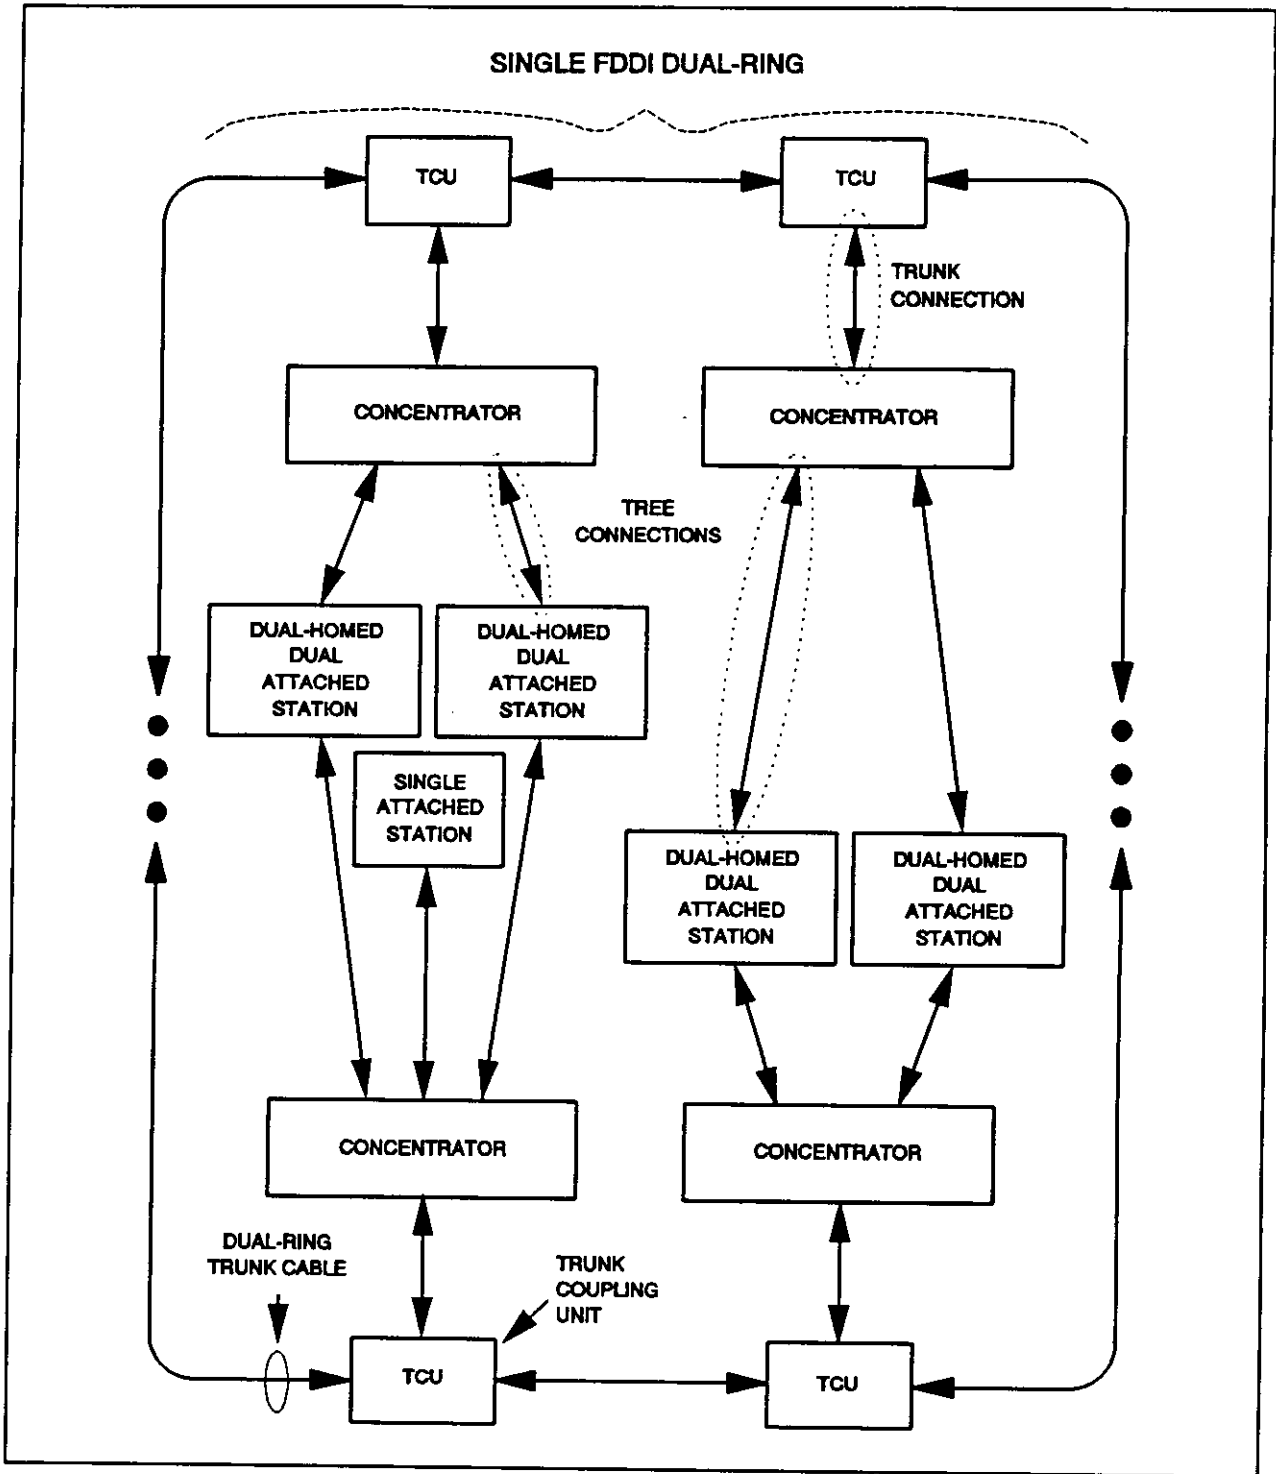 SINGLE FDDI DUAL-RING
TCU
TCU
TRUNK
CONNECTION
CONCENTRATOR
CONCENTRATOR
TREE
CONNECTIONS
DUAL-HOMED
DUAL
ATTACHED
STATION
DUAL-HOMED
DUAL
ATTACHED
STATION
SINGLE
ATTACHED
STATION
DUAL-HOMED
DUAL
ATTACHED
STATION
DUAL-HOMED
DUAL
ATTACHED
STATION
CONCENTRATOR
CONCENTRATOR
DUAL-RING
TRUNK CABLE
TRUNK
COUPLING
UNIT
TCU
TCU